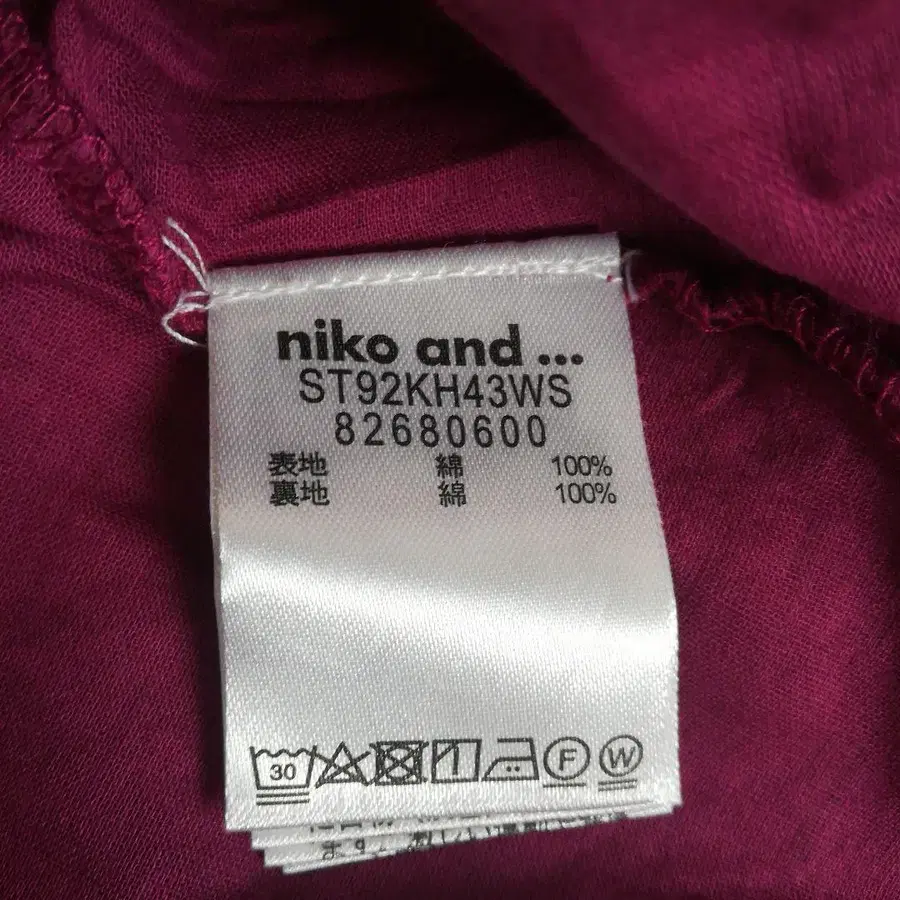 niko and ...
ST92KH43WS
82680600
表地 綿 100%
裏地 綿 100%
30 F W